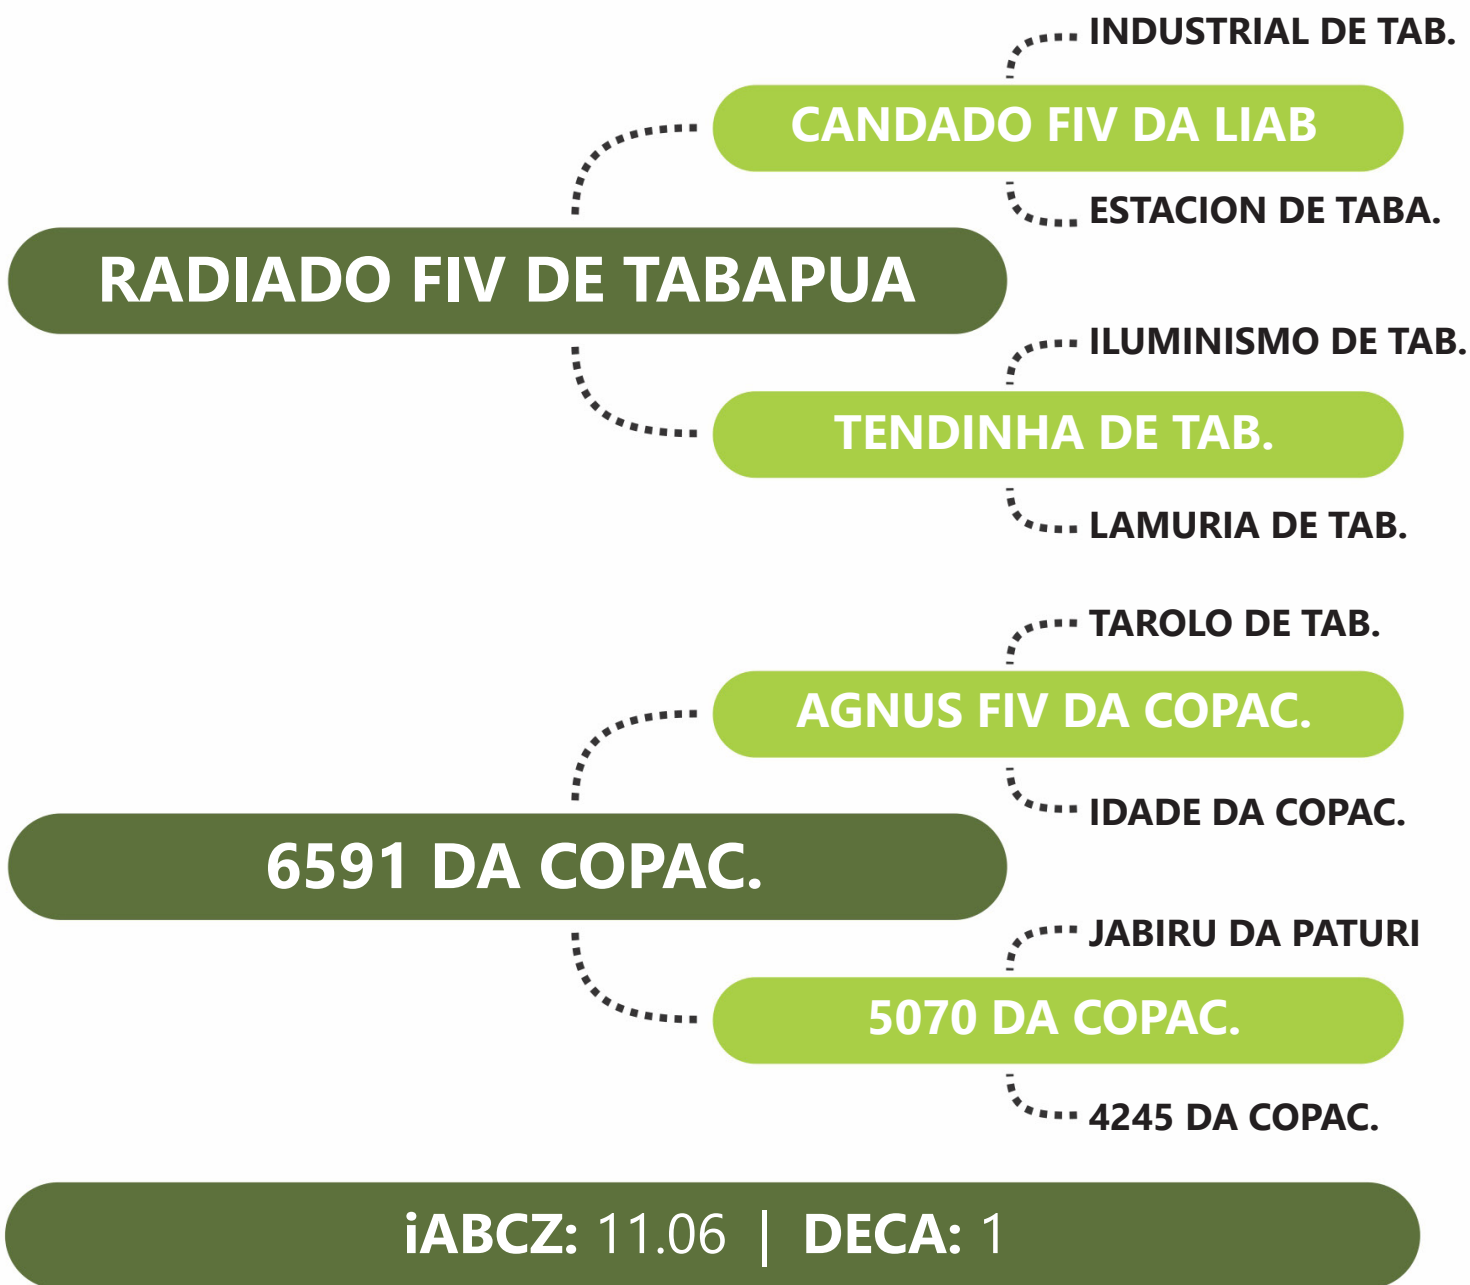 INDUSTRIAL DE TAB.
CANDADO FIV DA LIAB
ESTACION DE TABA.
RADIADO FIV DE TABAPUA
ILUMINISMO DE TAB.
TENDINHA DE TAB.
LAMURIA DE TAB.
TAROLO DE TAB.
AGNUS FIV DA COPAC.
IDADE DA COPAC.
6591 DA COPAC.
JABIRU DA PATURI
5070 DA COPAC.
4245 DA COPAC.
iABCZ: 11.06 | DECA: 1